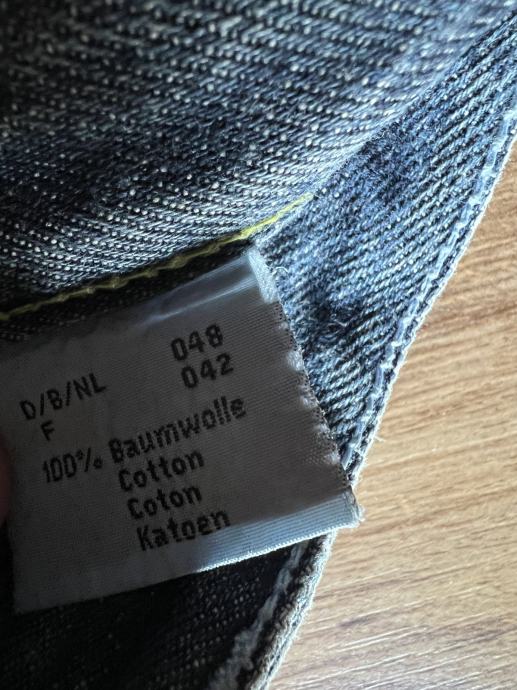 D/B/NL 048
F 042
100% Baumwolle
Cotton
Coton
Katoen